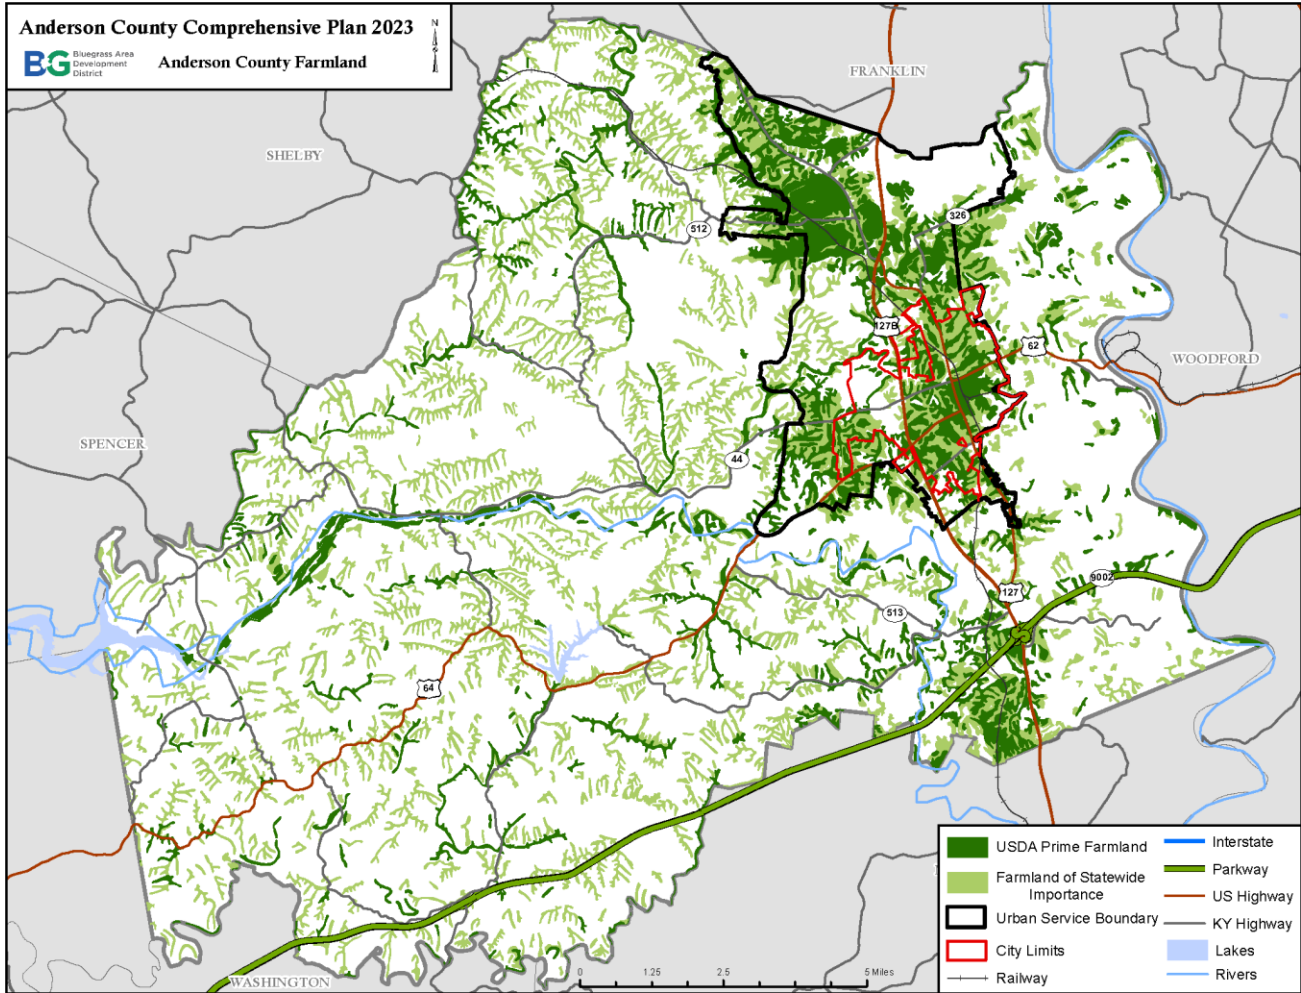 Anderson County Comprehensive Plan 2023
N
BG Bluegrass Area
Development
District
Anderson County Farmland
FRANKLIN
SHELBY
326
512
127B
62
WOODFORD
SPENCER
44
9002
127
513
64
WASHINGTON
USDA Prime Farmland
Farmland of Statewide
Importance
Urban Service Boundary
City Limits
Railway
Interstate
Parkway
US Highway
KY Highway
Lakes
Rivers
0 1.25 2.5 5 Miles